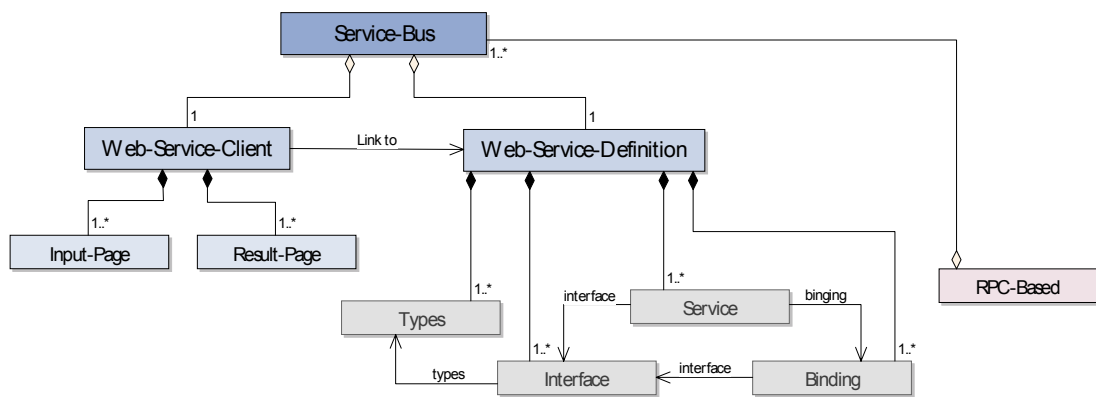 Service-Bus
1..*
1
1
Web-Service-Client
Link to
Web-Service-Definition
1..*
1..*
Input-Page
Result-Page
1..*
1..*
RPC-Based
interface
Service
binging
Types
1..*
1..*
types
Interface
interface
Binding